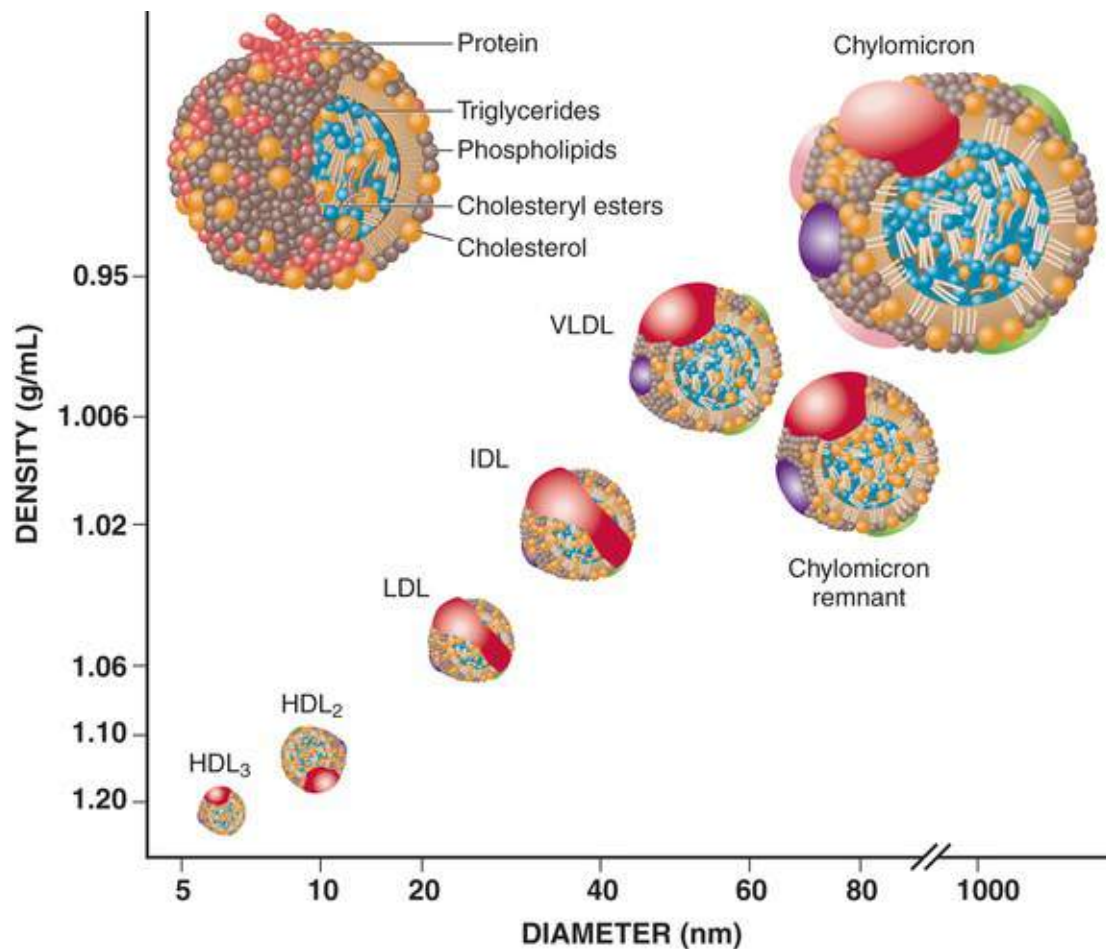 Protein
Chylomicron
Triglycerides
Phospholipids
Cholesteryl esters
Cholesterol
0.95
VLDL
1.006
IDL
DENSITY (g/mL)
1.02
Chylomicron
remnant
LDL
1.06
HDL₂
1.10
HDL₃
1.20
5 10 20 40 60 80 1000
DIAMETER (nm)